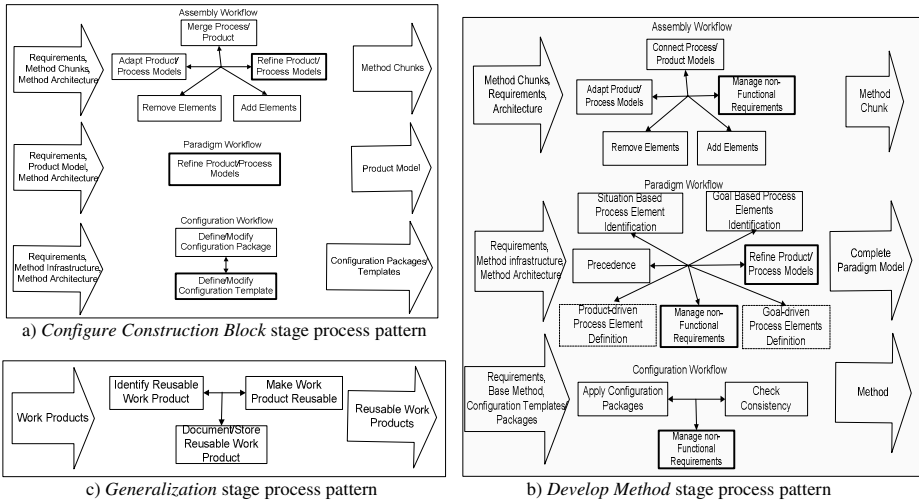 Assembly Workflow
Merge Process/
Product
Requirements,
Method Chunks,
Method Architecture
Adapt Product/
Process Models
Refine Product/
Process Models
Method Chunks
Remove Elements
Add Elements
Paradigm Workflow
Requirements,
Product Model,
Method Architecture
Refine Product/Process
Models
Product Model
Configuration Workflow
Define/Modify
Configuration Package
Requirements,
Method Infrastructure,
Method Architecture
Configuration Packages/
Templates
Define/Modify
Configuration Template
a) Configure Construction Block stage process pattern
Work Products
Identify Reusable
Work Product
Make Work
Product Reusable
Document/Store
Reusable Work
Product
Reusable Work
Products
c) Generalization stage process pattern
Assembly Workflow
Connect Process/
Product Models
Method Chunks,
Requirements,
Architecture
Adapt Product/
Process Models
Manage non-
Functional
Requirements
Method
Chunk
Remove Elements
Add Elements
Paradigm Workflow
Situation Based
Process Element
Identification
Goal Based Process
Elements
Identification
Requirements,
Method infrastructure,
Method Architecture
Precedence
Refine Product/
Process Models
Complete
Paradigm Model
Product-driven
Process Element
Definition
Manage non-
Functional
Requirements
Goal-driven
Process Elements
Definition
Configuration Workflow
Requirements,
Base Method,
Configuration Templates/
Packages
Apply Configuration
Packages
Check
Consistency
Method
Manage non-
Functional
Requirements
b) Develop Method stage process pattern